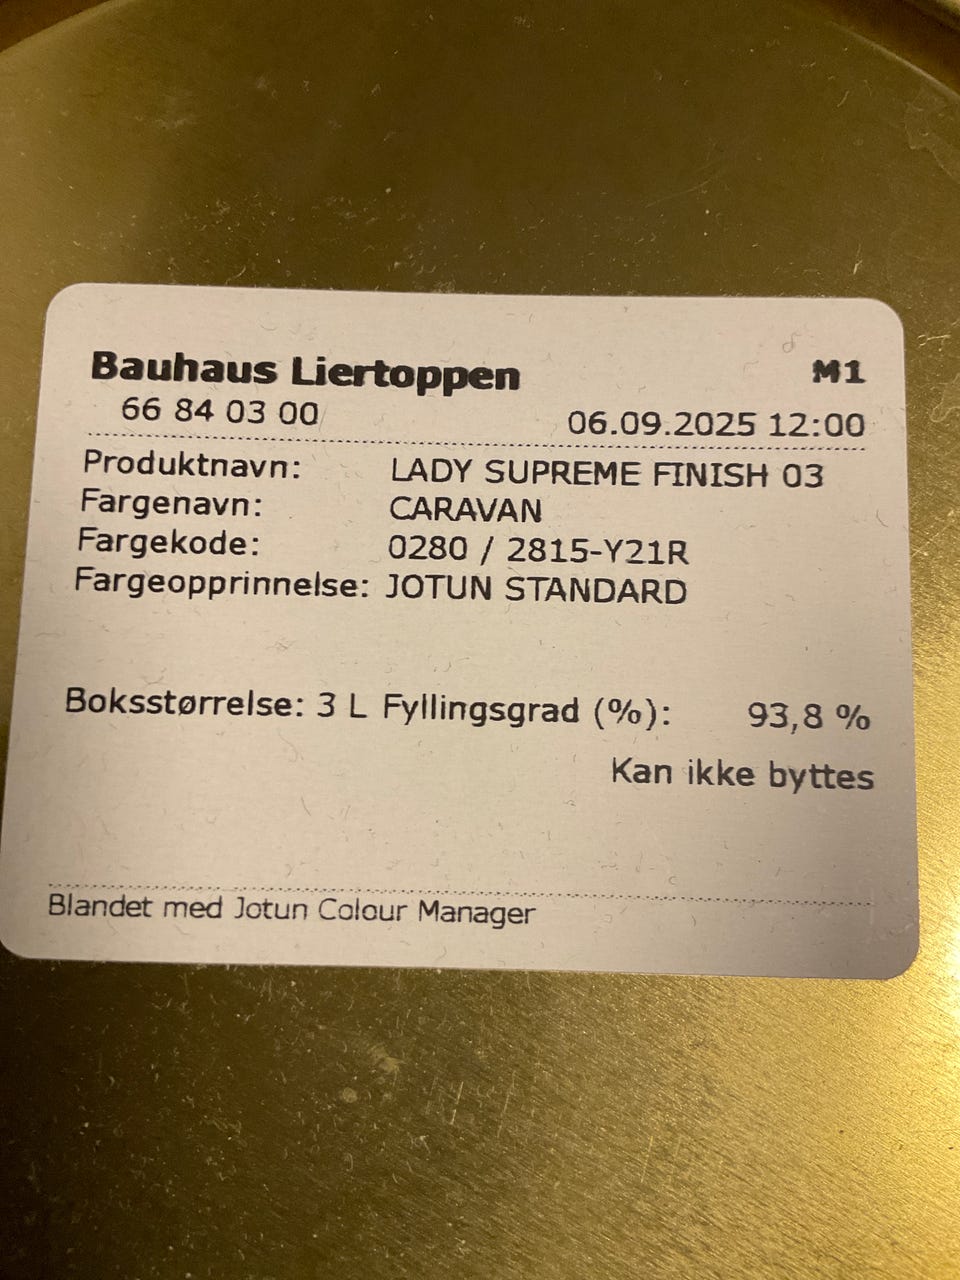 Bauhaus Liertoppen M1
66 84 03 00 06.09.2025 12:00
Produktnavn: LADY SUPREME FINISH 03
Fargenavn: CARAVAN
Fargekode: 0280 / 2815-Y21R
Fargeopprinnelse: JOTUN STANDARD
Boksstørrelse: 3 L Fyllingsgrad (%): 93,8 %
Kan ikke byttes
Blandet med Jotun Colour Manager